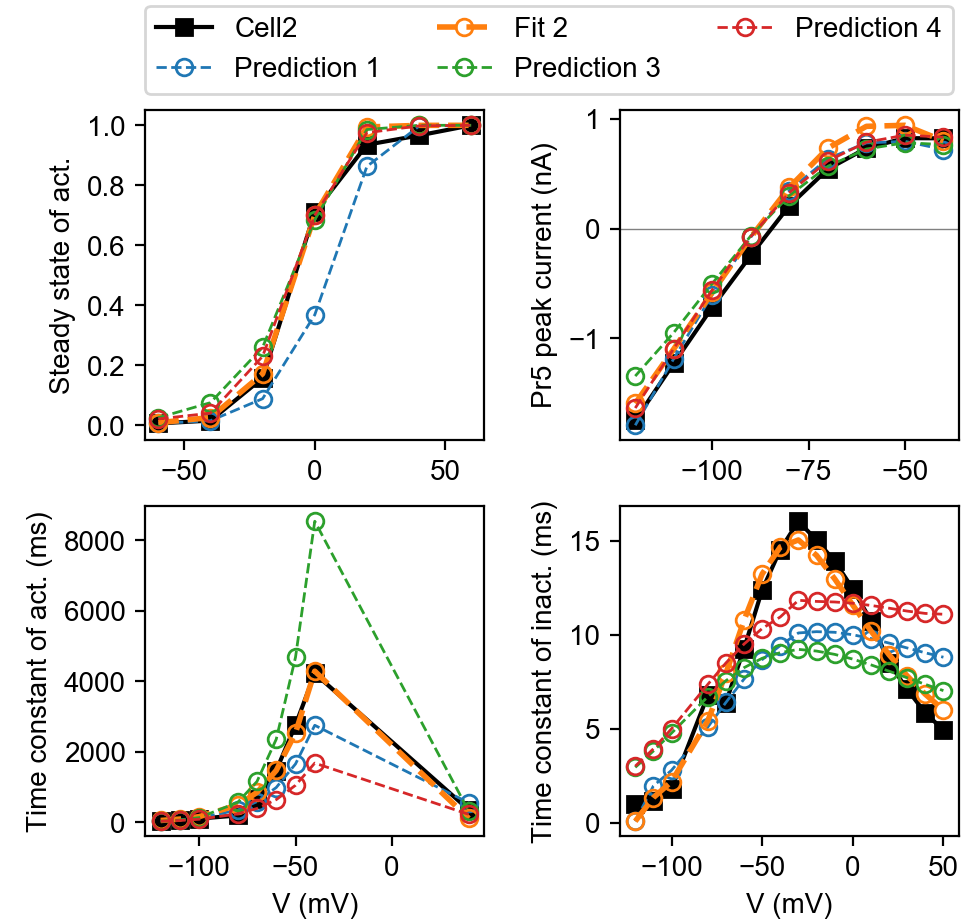 Cell2 Fit 2 Prediction 4
Prediction 1 Prediction 3
Steady state of act.
1.0
0.8
0.6
0.4
0.2
0.0
−50 0 50
Pr5 peak current (nA)
1
0
−1
−100 −75 −50
Time constant of act. (ms)
8000
6000
4000
2000
0
−100 −50 0
V (mV)
Time constant of inact. (ms)
15
10
5
0
−100 −50 0 50
V (mV)